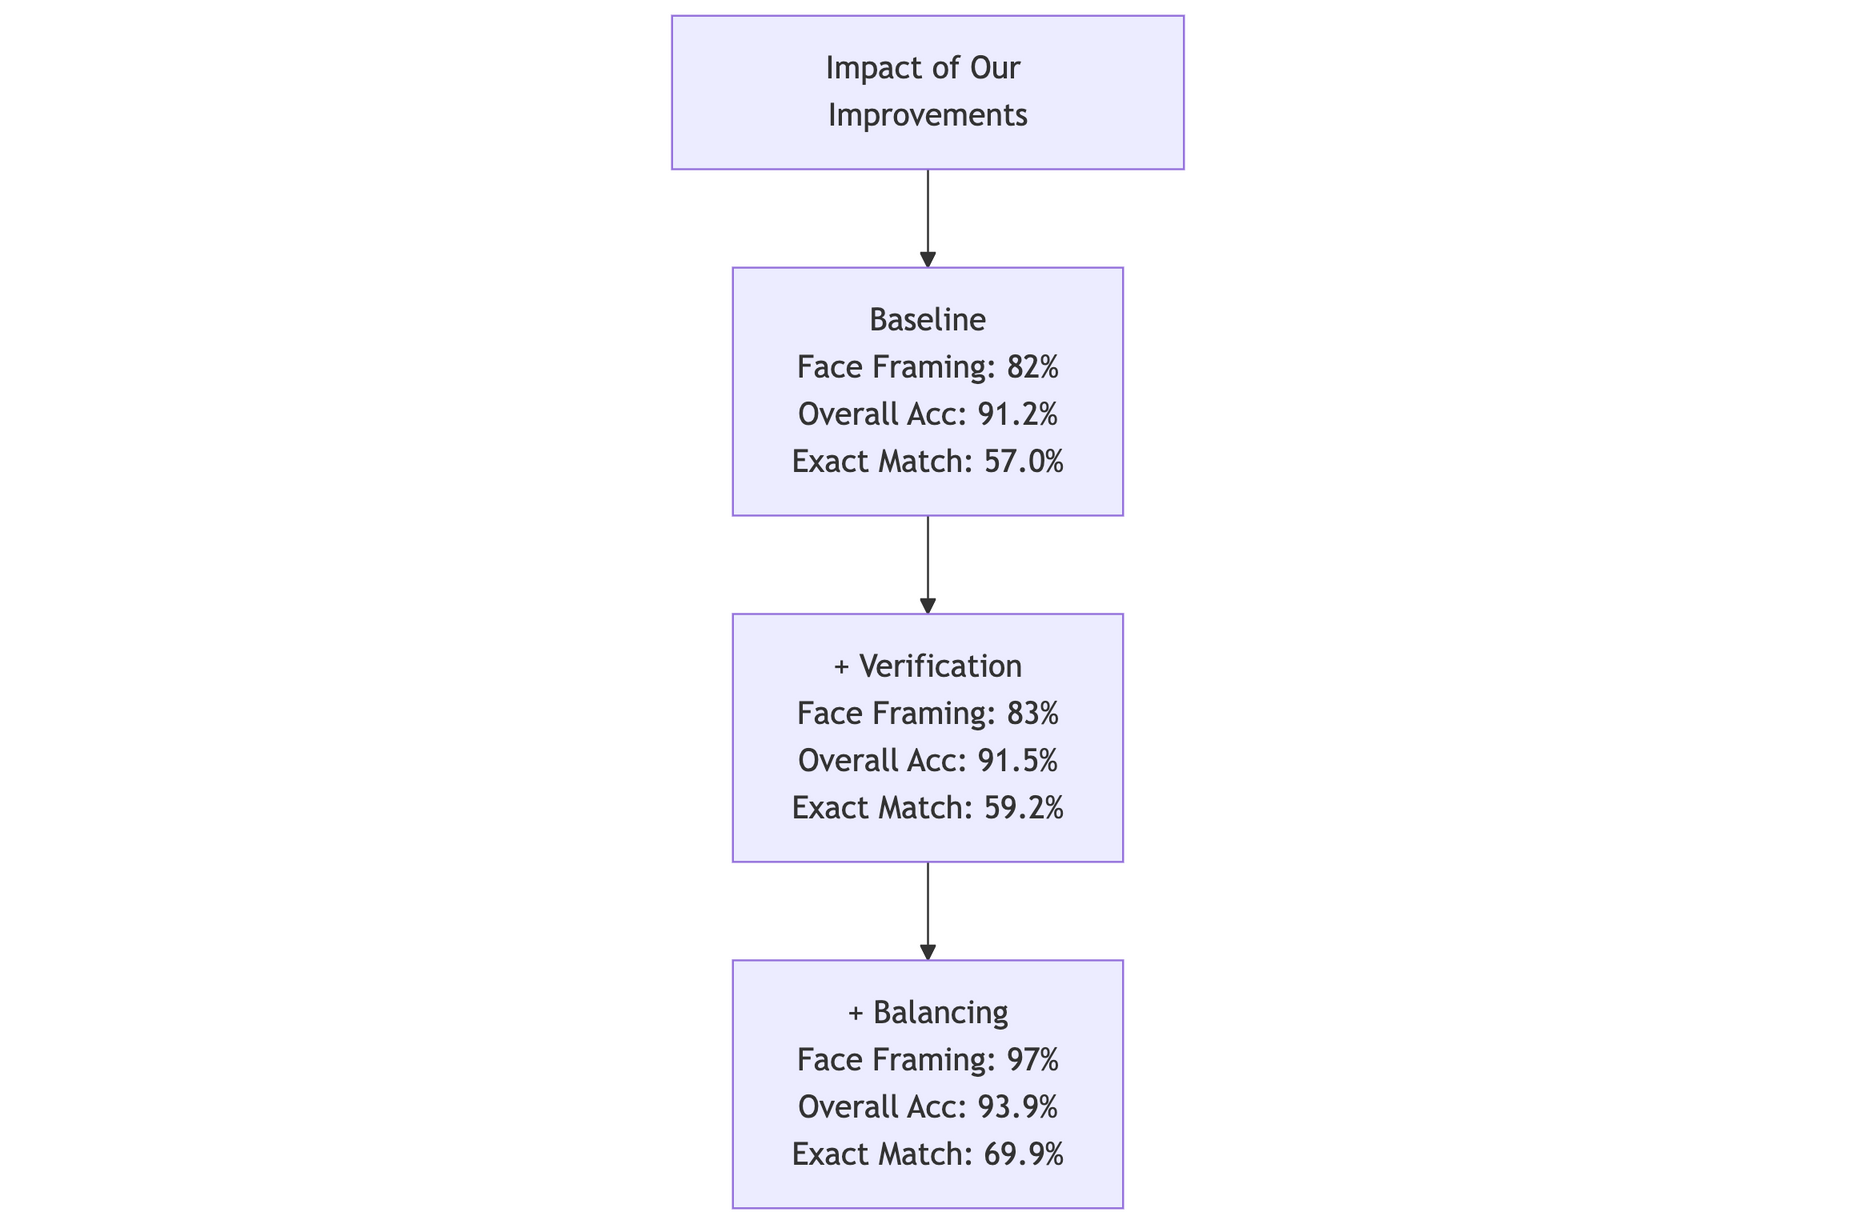 Impact of Our
Improvements
Baseline
Face Framing: 82%
Overall Acc: 91.2%
Exact Match: 57.0%
+ Verification
Face Framing: 83%
Overall Acc: 91.5%
Exact Match: 59.2%
+ Balancing
Face Framing: 97%
Overall Acc: 93.9%
Exact Match: 69.9%